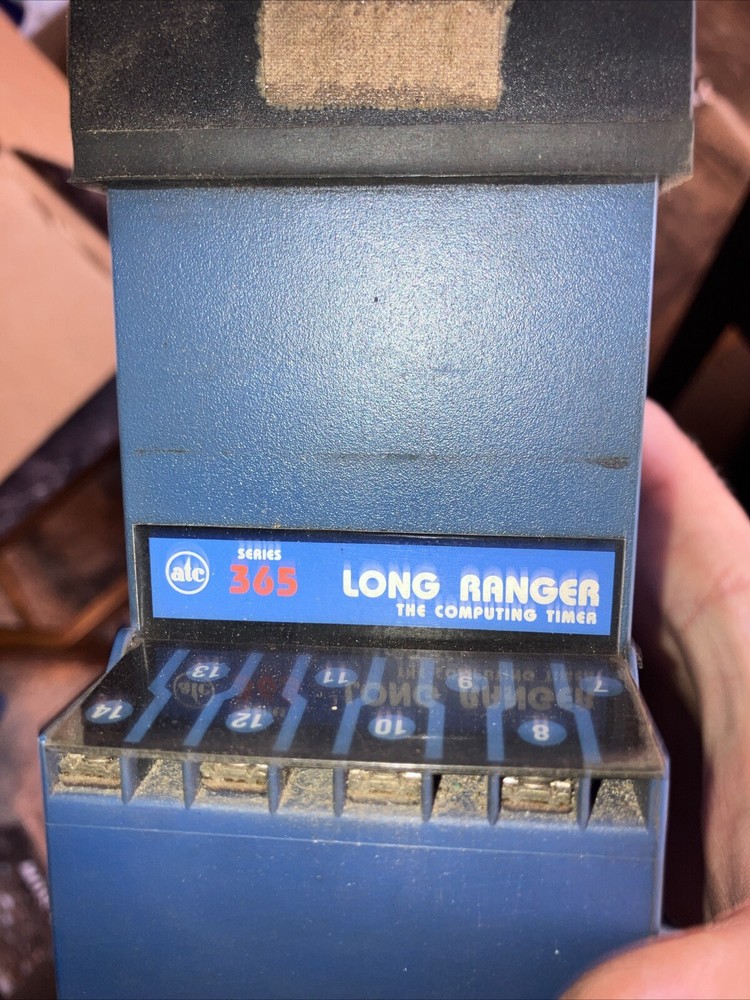 atc
SERIES
365
LONG RANGER
THE COMPUTING TIMER
13 11 9 7
14 12 10 8